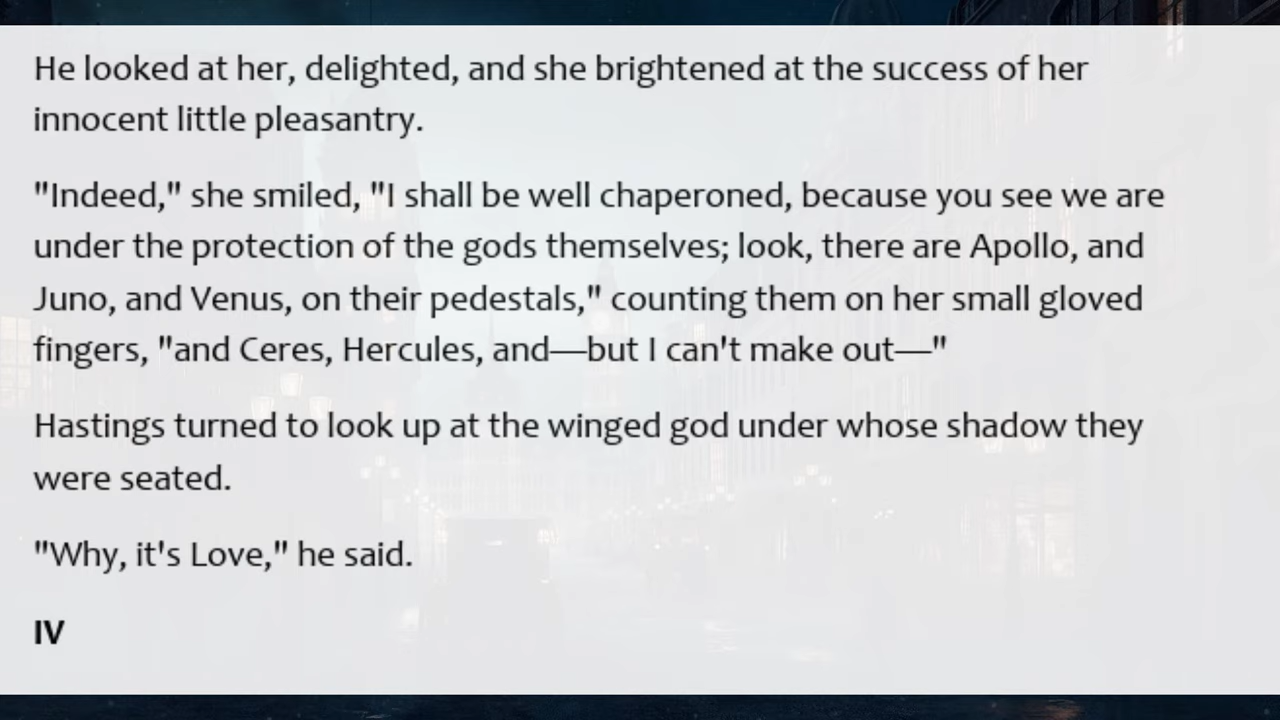 He looked at her, delighted, and she brightened at the success of her
innocent little pleasantry.
"Indeed," she smiled, "I shall be well chaperoned, because you see we are
under the protection of the gods themselves; look, there are Apollo, and
Juno, and Venus, on their pedestals," counting them on her small gloved
fingers, "and Ceres, Hercules, and—but I can't make out—"
Hastings turned to look up at the winged god under whose shadow they
were seated.
"Why, it's Love," he said.
IV